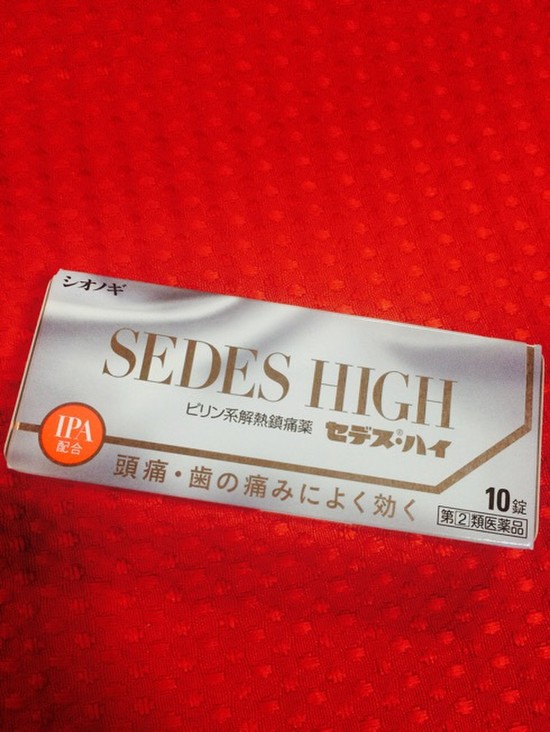 シオノギ
SEDES HIGH
ピリン系解熱鎮痛薬 セデス®・ハイ
IPA
配合
頭痛・歯の痛みによく効く
10錠
指②類医薬品